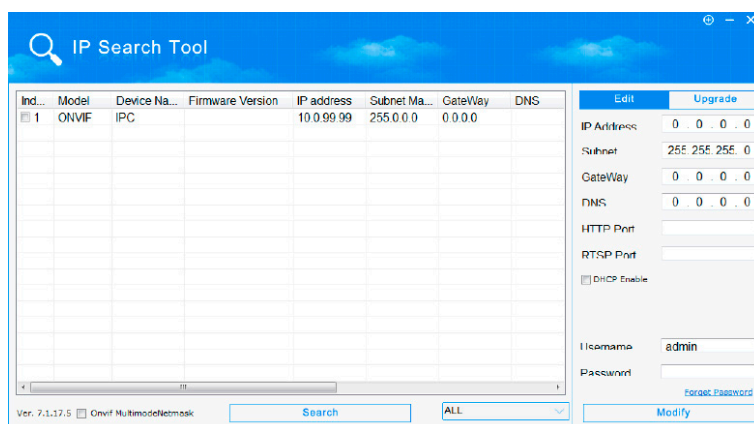 IP Search Tool
Ind... Model Device Na... Firmware Version IP address Subnet Ma... GateWay DNS
1 ONVIF IPC 10.0.99.99 255.0.0.0 0.0.0.0
Edit Upgrade
IP Address 0 . 0 . 0 . 0
Subnet 255. 255. 255. 0
GateWay 0 . 0 . 0 . 0
DNS 0 . 0 . 0 . 0
HTTP Port
RTSP Port
DHCP Enable
Username admin
Password
Forget Password
Ver. 7.1.17.5 Onvif MultimodeNetmask Search ALL Modify